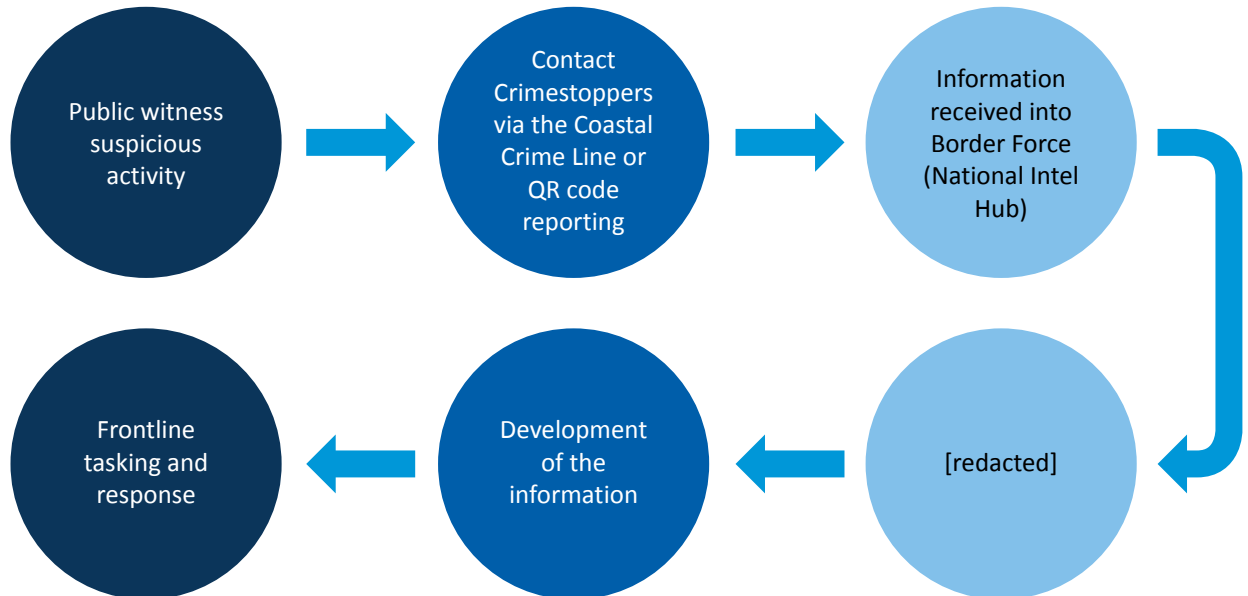 Public witness
suspicious
activity
Contact
Crimestoppers
via the Coastal
Crime Line or
QR code
reporting
Information
received into
Border Force
(National Intel
Hub)
[redacted]
Development
of the
information
Frontline
tasking and
response